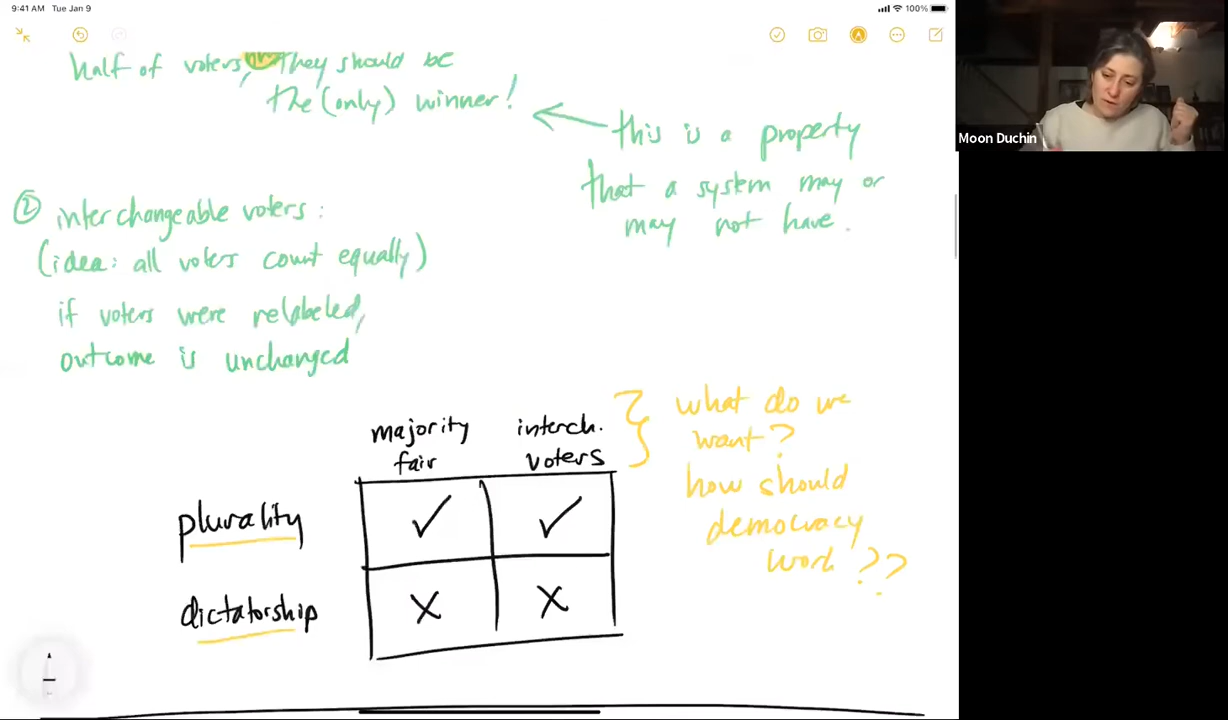 9:41 AM Tue Jan 9
100%
half of voters, they should be
the (only) winner!
this is a property
that a system may or
may not have.
② interchangeable voters:
(idea: all voters count equally)
if voters were relabeled,
outcome is unchanged
majority
fair
interch.
voters
what do we
want?
how should
democracy
work??
plurality ✓ ✓
dictatorship X X
Moon Duchin